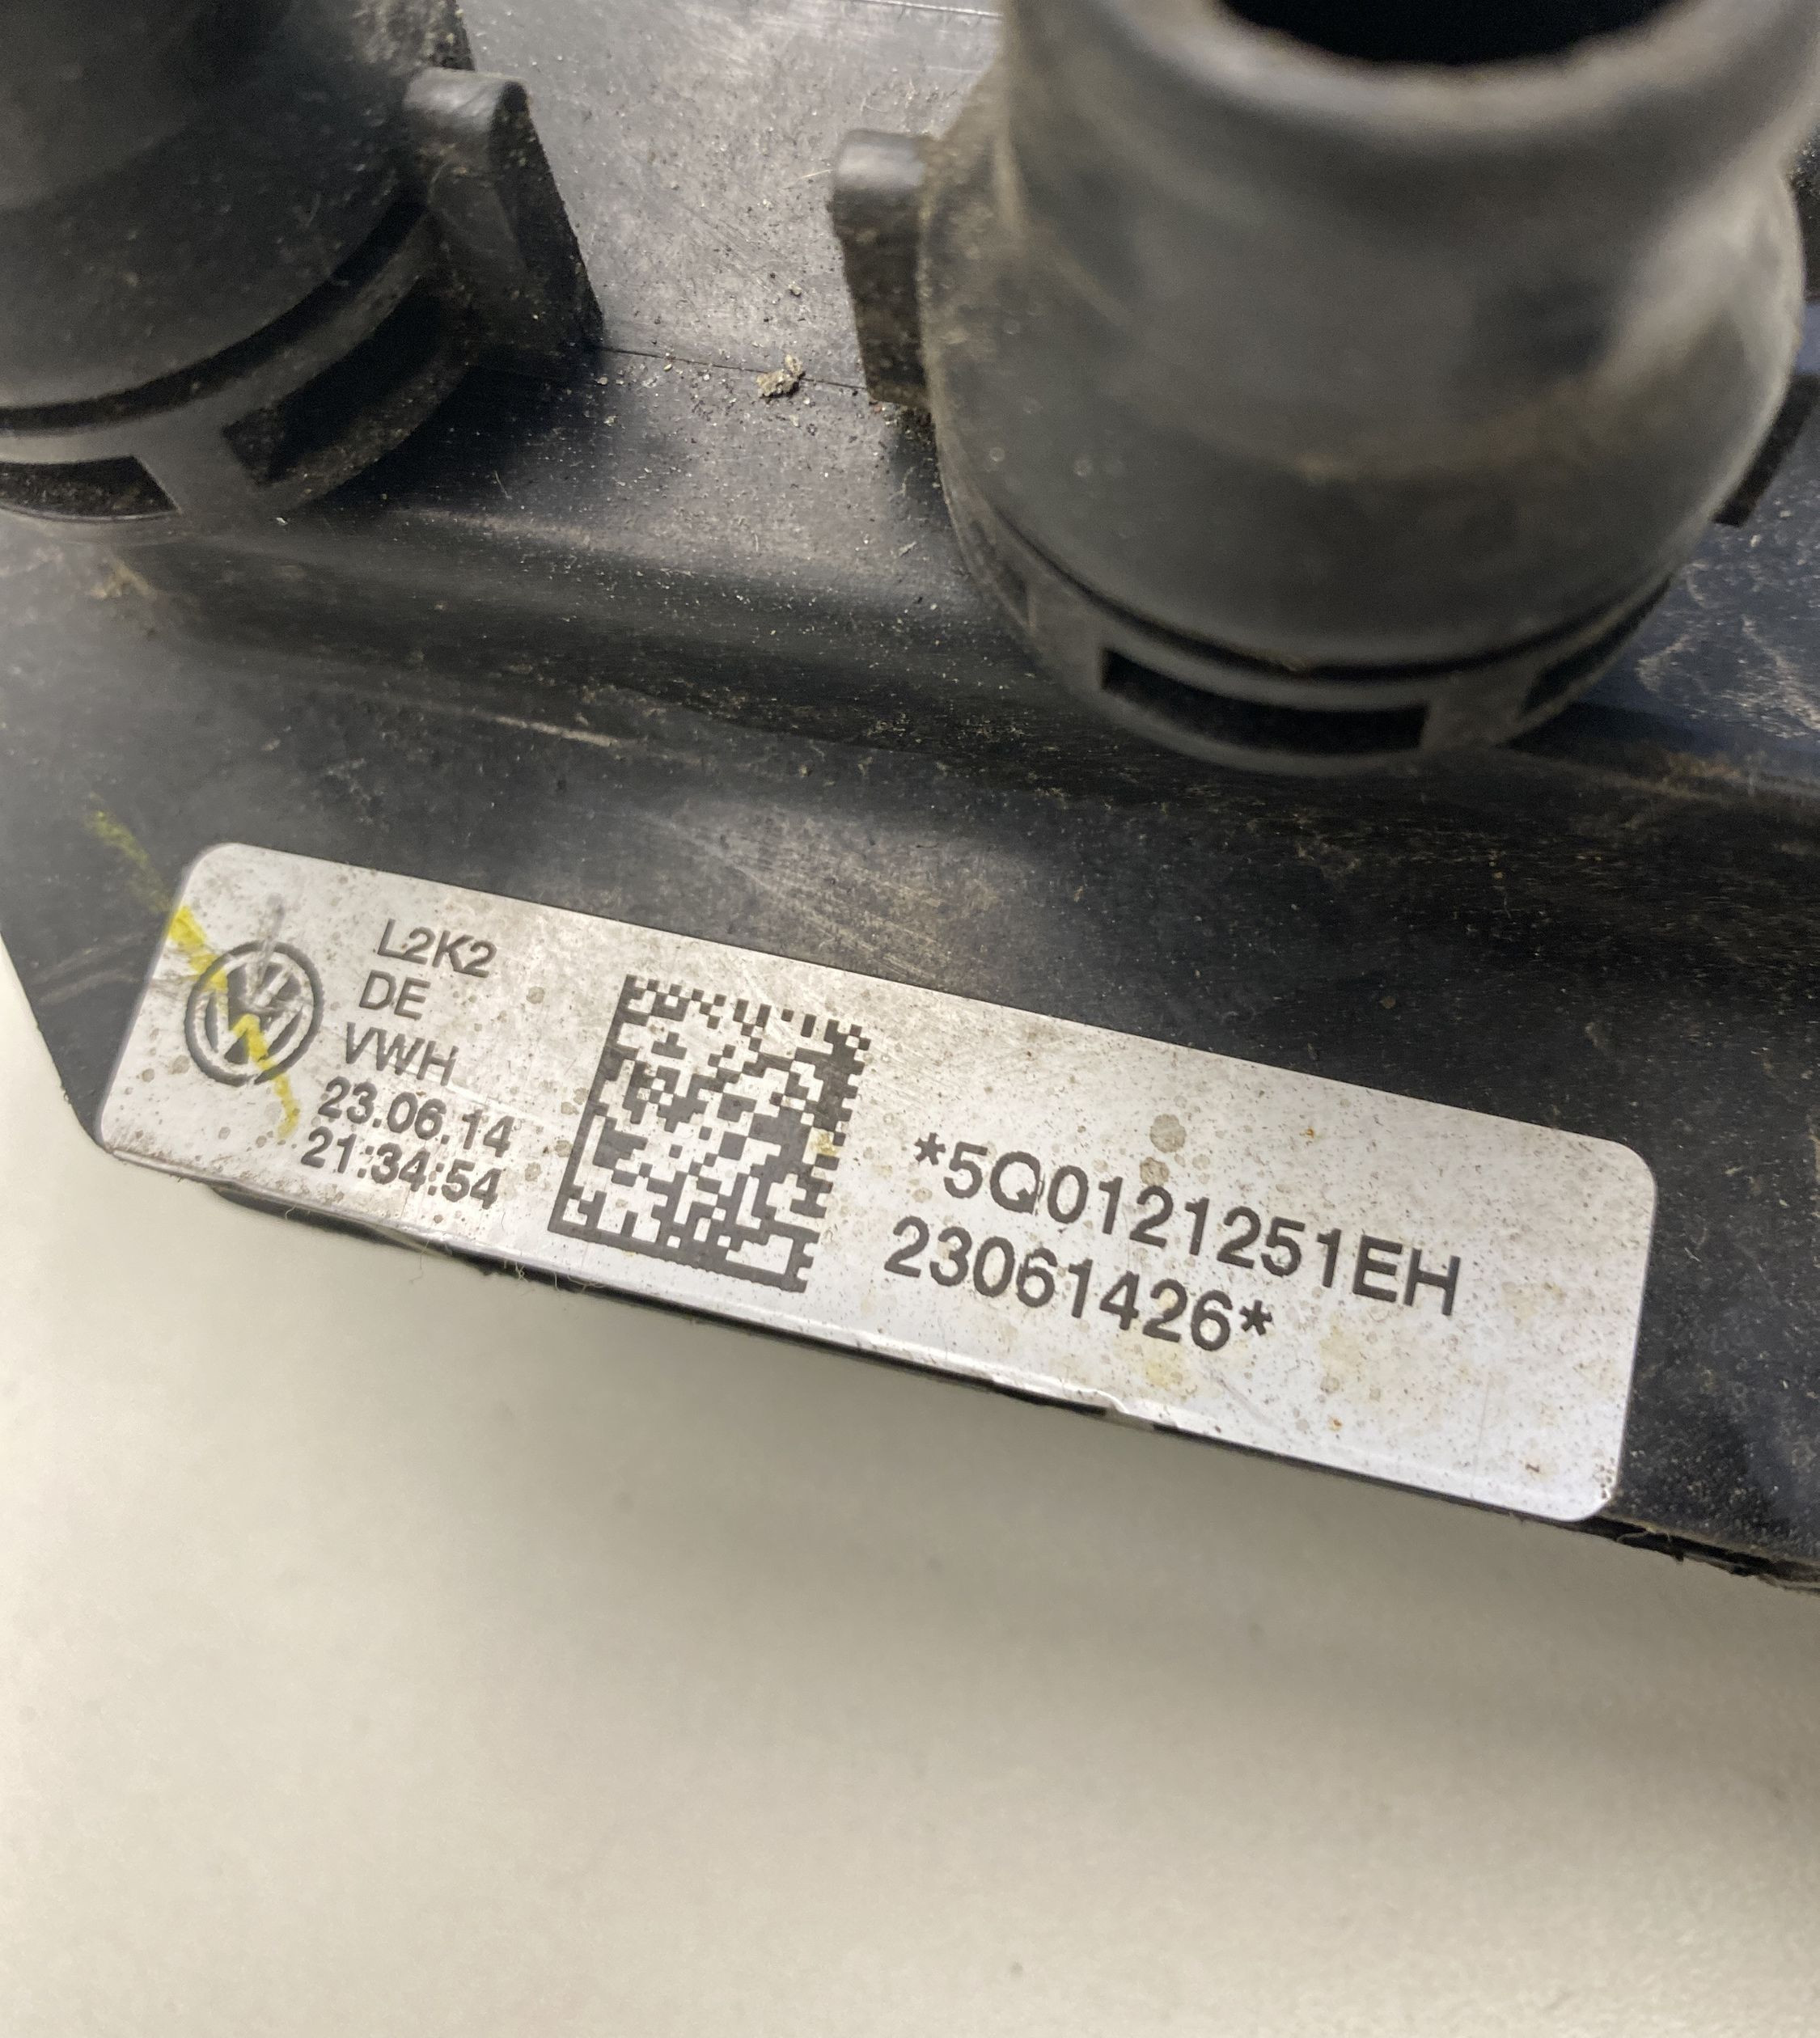 L2K2
DE
VWH
23.06.14
21:34:54
*5Q0121251EH
23061426*